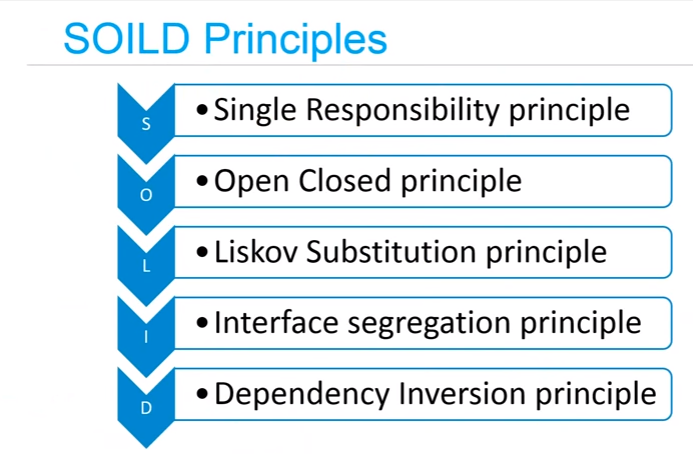 SOILD Principles
S
•Single Responsibility principle
O
•Open Closed principle
L
•Liskov Substitution principle
I
•Interface segregation principle
D
•Dependency Inversion principle